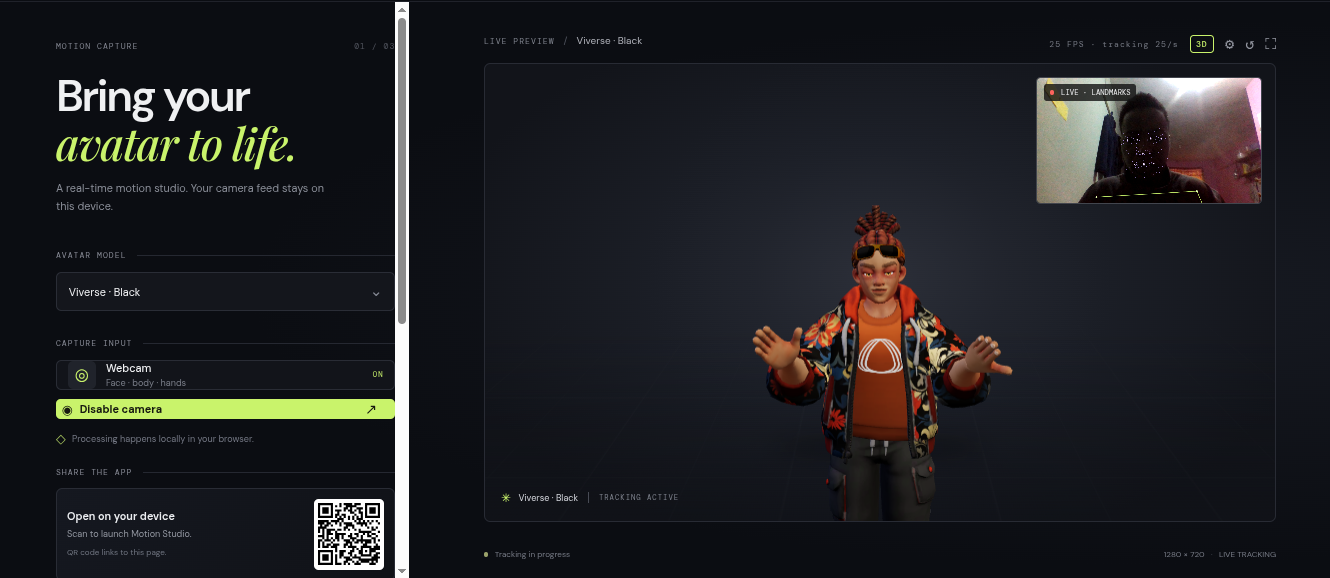 MOTION CAPTURE
01 / 03
Bring your
avatar to life.
A real-time motion studio. Your camera feed stays on
this device.
AVATAR MODEL
Viverse · Black
CAPTURE INPUT
Webcam
Face · body · hands
ON
Disable camera
Processing happens locally in your browser.
SHARE THE APP
Open on your device
Scan to launch Motion Studio.
QR code links to this page.
LIVE PREVIEW / Viverse · Black
25 FPS · tracking 25/s
3D
LIVE · LANDMARKS
Viverse · Black
TRACKING ACTIVE
Tracking in progress
1280 × 720 · LIVE TRACKING